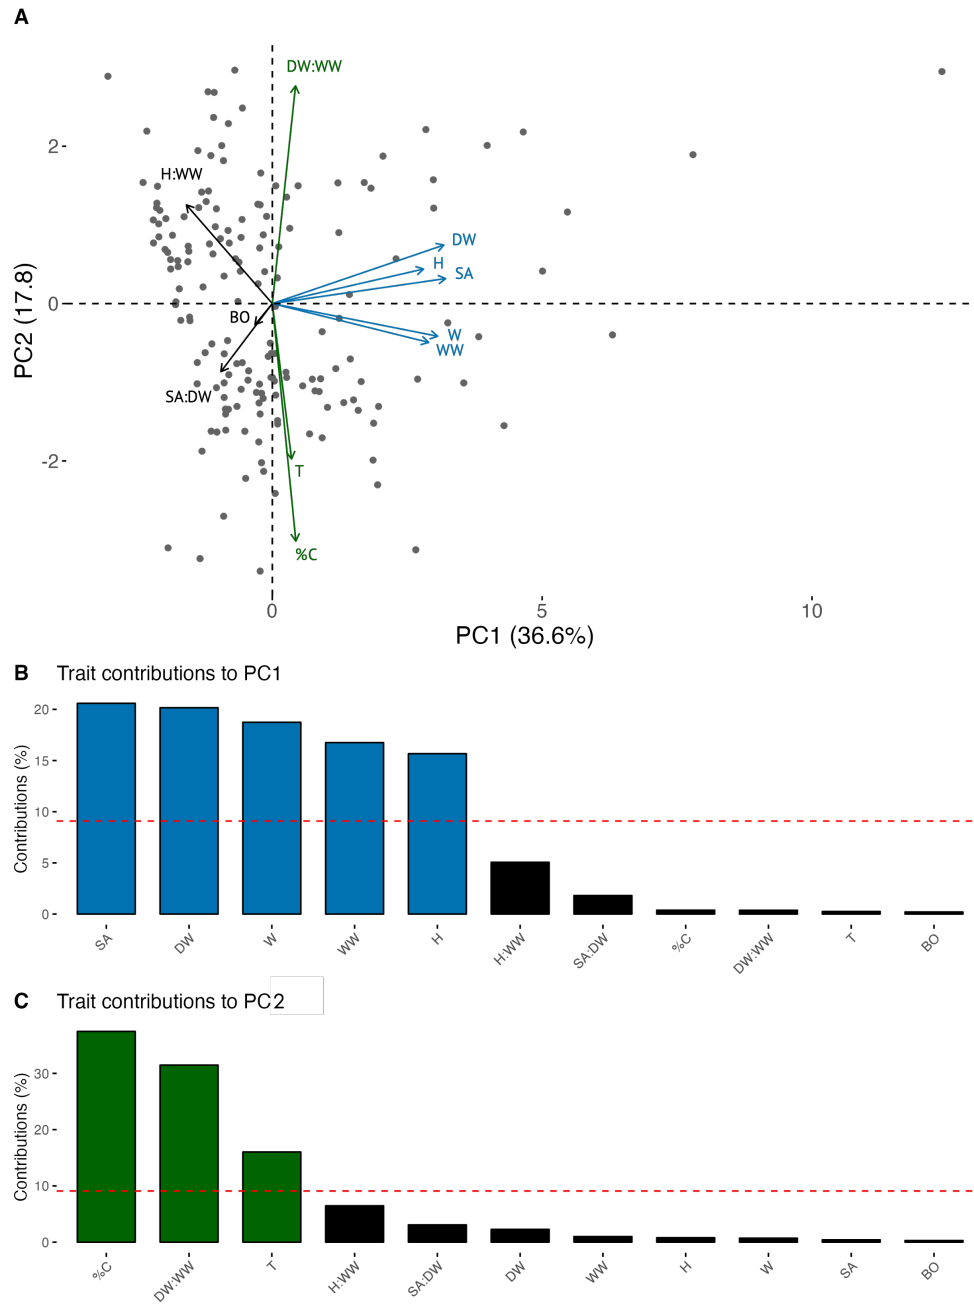 A
DW:WW
2
H:WW
DW
H
SA
PC2 (17.8)
0
BO
W
WW
SA:DW
-2
T
%C
0
5
10
PC1 (36.6%)
B Trait contributions to PC1
Contributions (%)
20
15
10
5
0
SA DW W WW H H:WW SA:DW %C DW:WW T BO
C Trait contributions to PC2
Contributions (%)
30
20
10
0
%C DW:WW T H:WW SA:DW DW WW H W SA BO